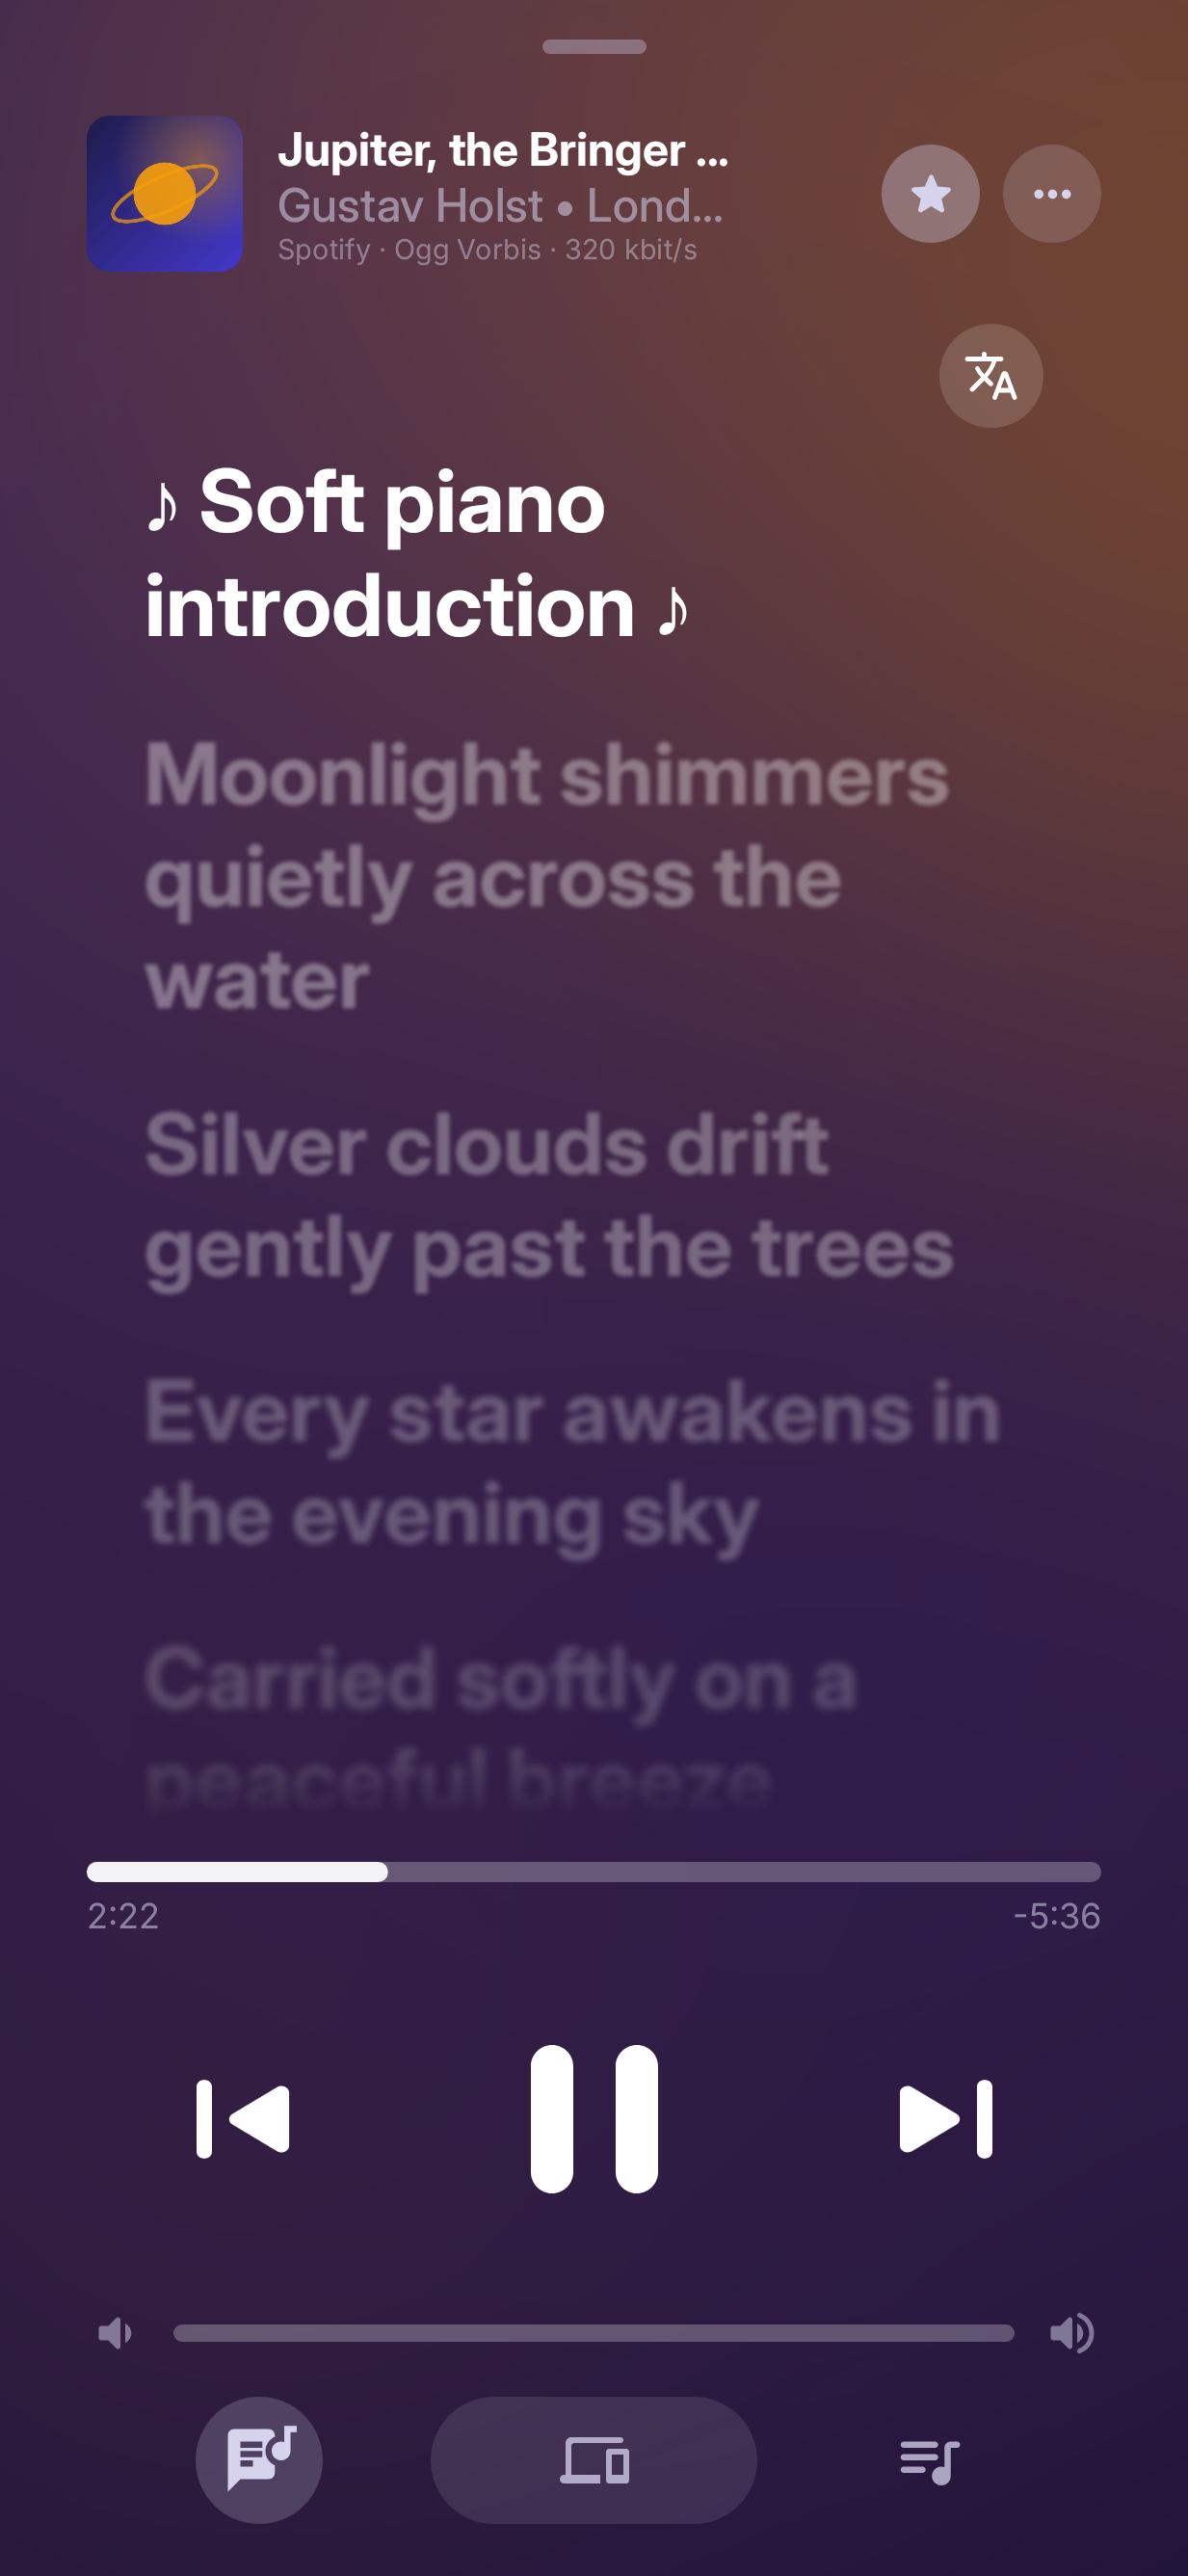 Jupiter, the Bringer ...
Gustav Holst • Lond...
Spotify · Ogg Vorbis · 320 kbit/s
♪ Soft piano
introduction ♪
Moonlight shimmers
quietly across the
water
Silver clouds drift
gently past the trees
Every star awakens in
the evening sky
Carried softly on a
peaceful breeze
2:22
-5:36